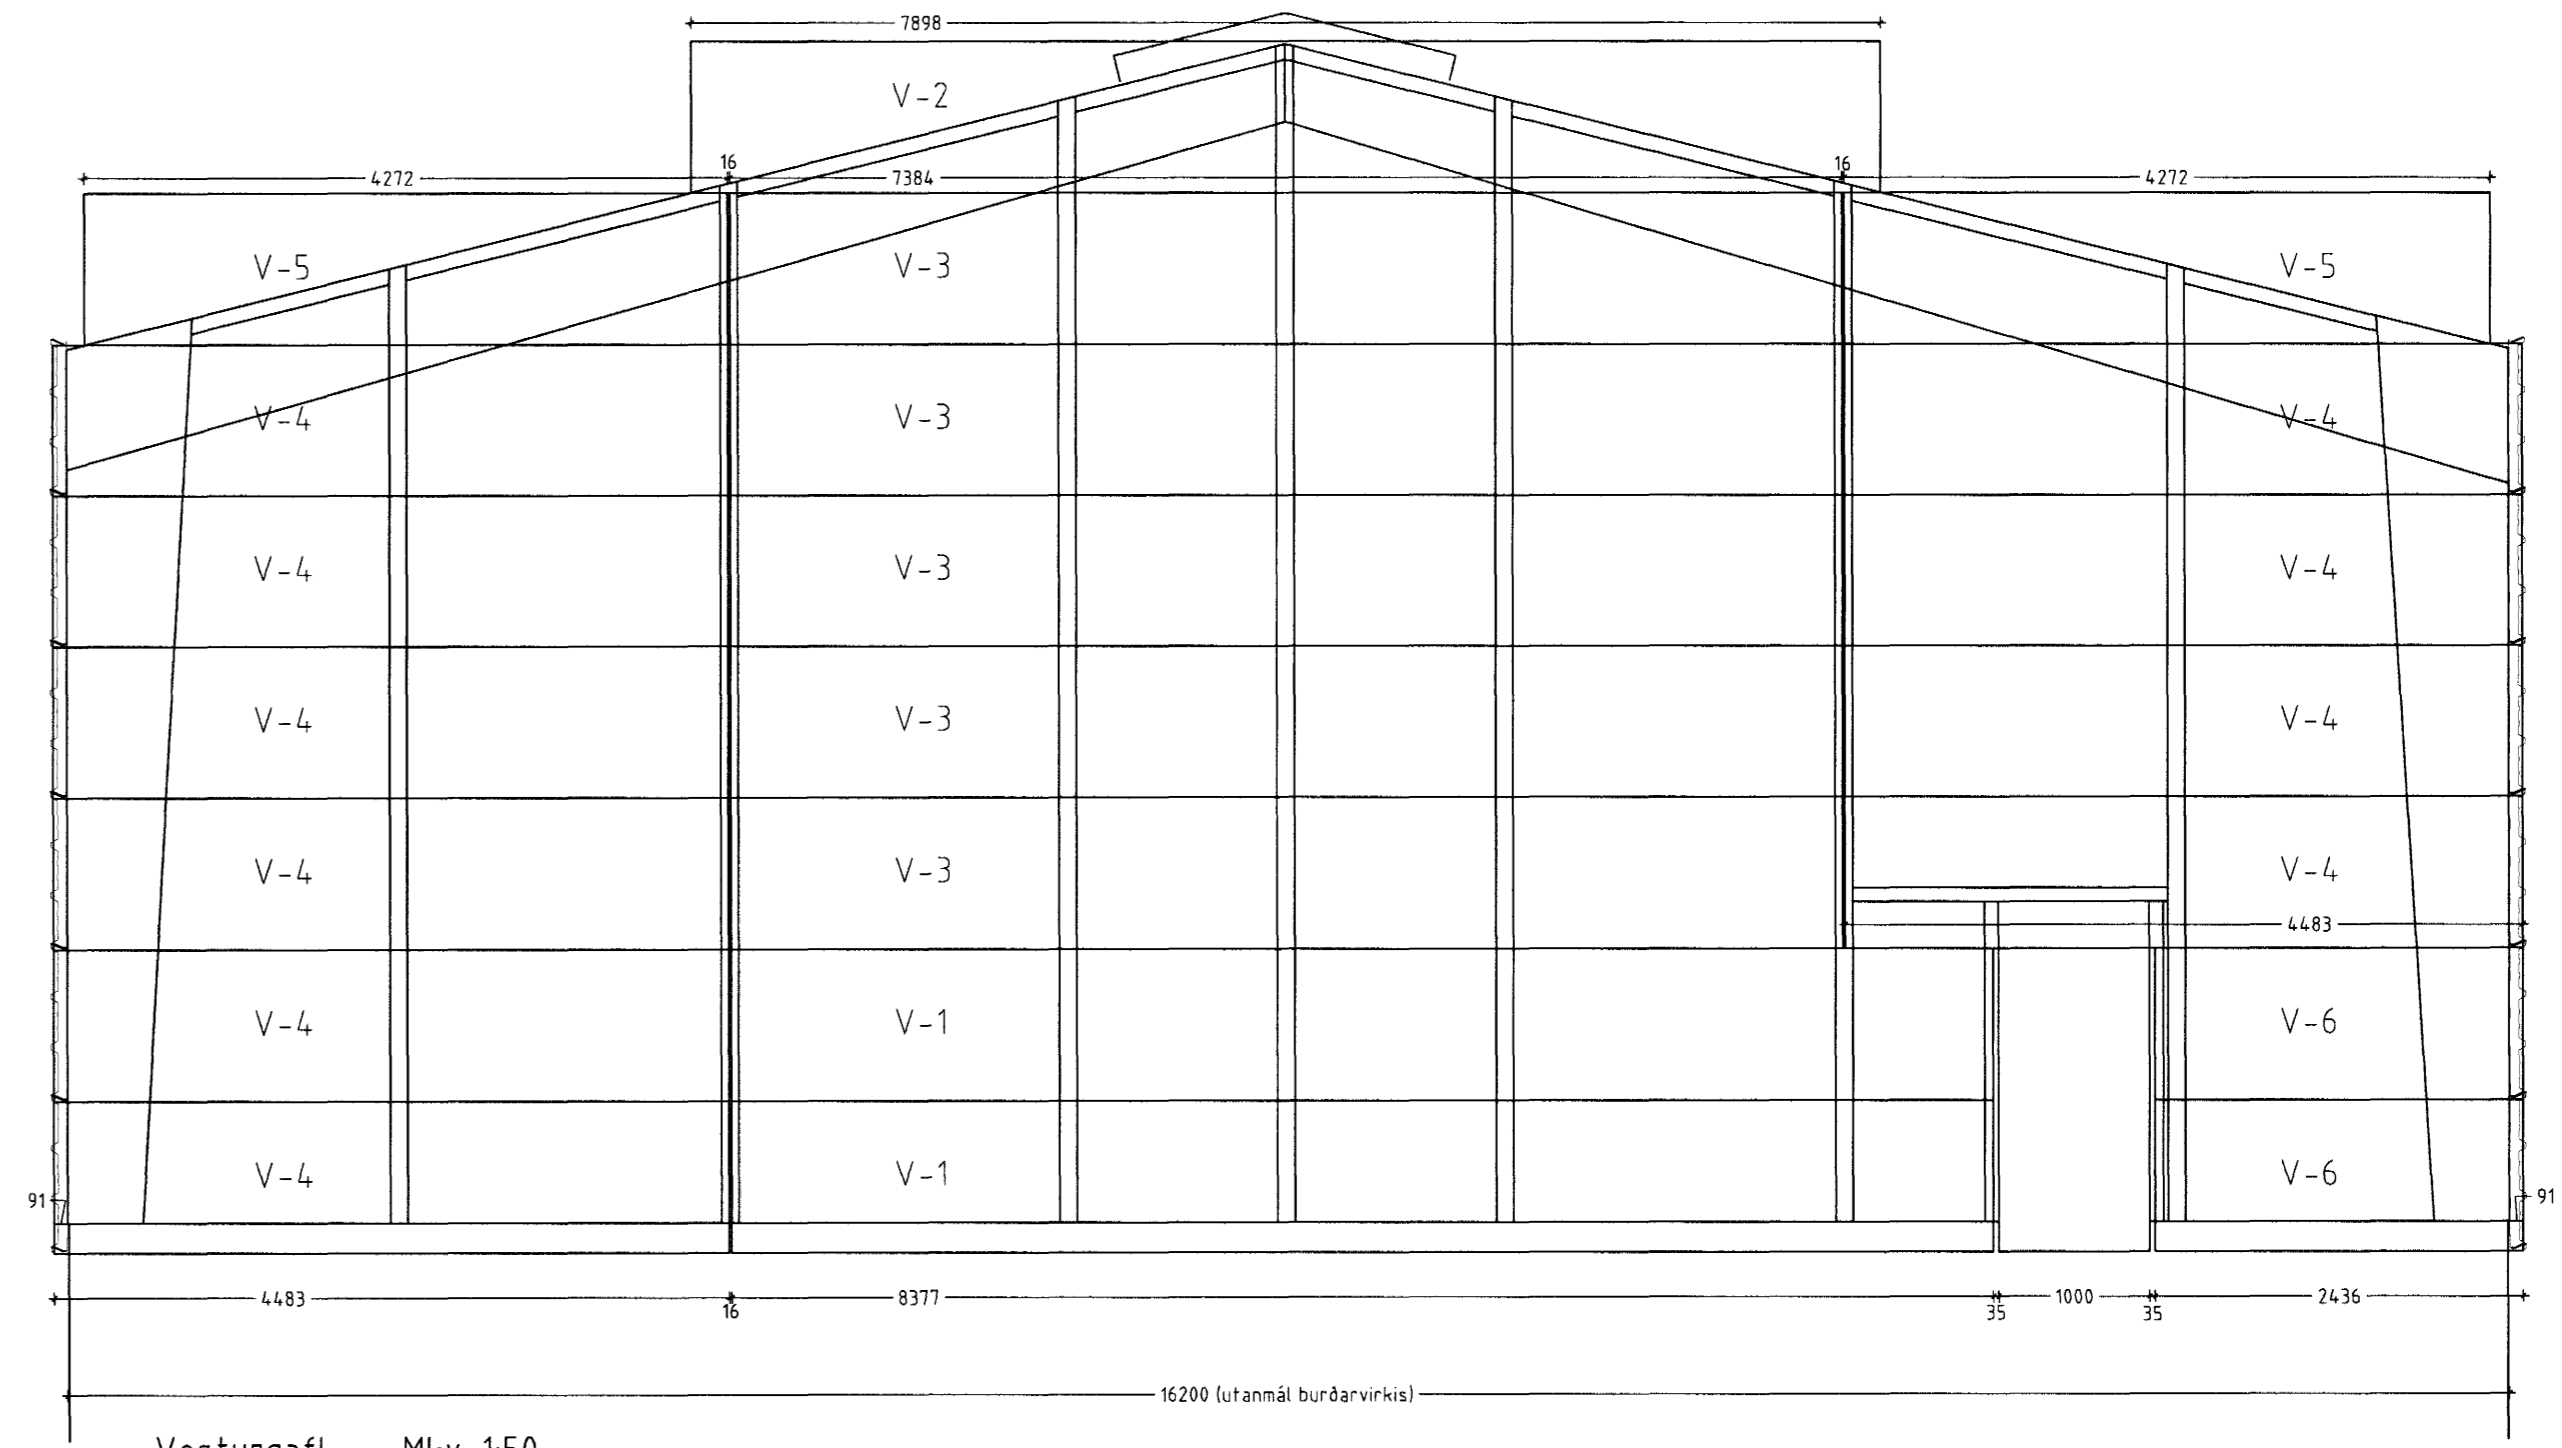 7898
V-2
16 16
4272 7384 4272
V-5 V-3 V-5
V-4 V-3 V-4
V-4 V-3 V-4
V-4 V-3 V-4
V-4 V-3 V-4
4483
V-4 V-1 V-6
V-4 V-1 V-6
91 91
4483 16 8377 35 1000 35 2436
16200 (utanmál burðarvirkis)
1:50